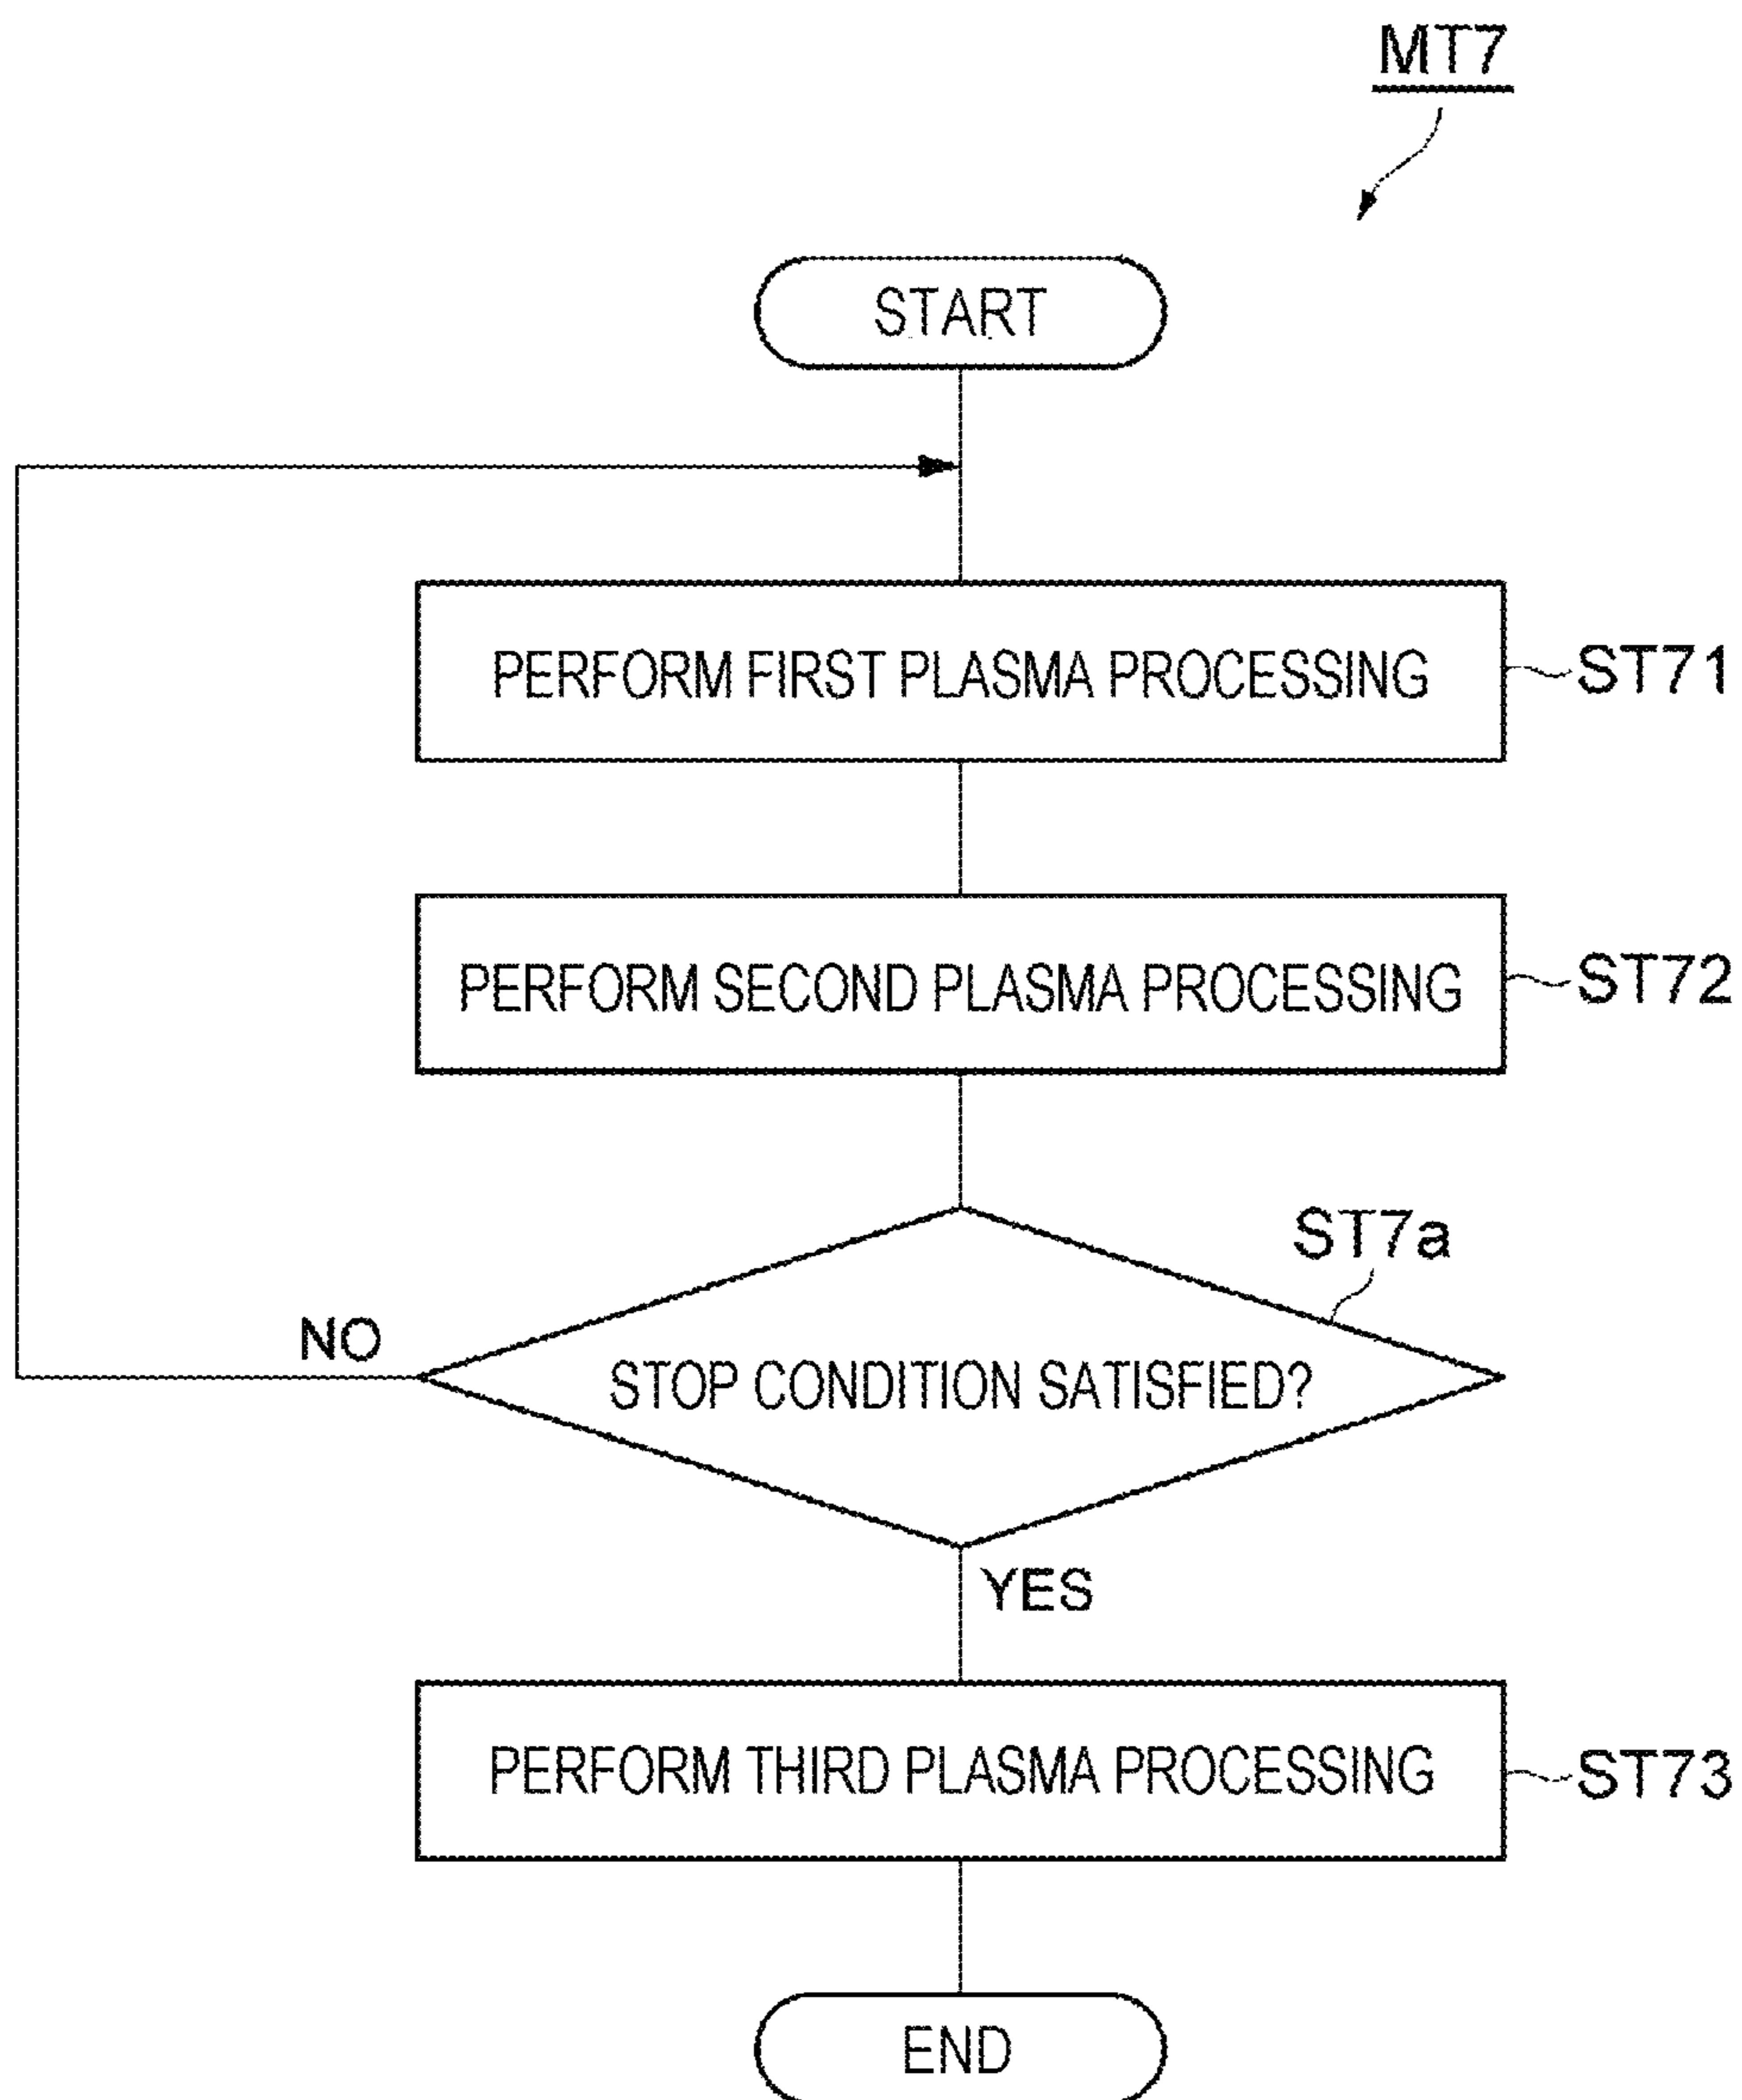 MT7
START
PERFORM FIRST PLASMA PROCESSING
ST71
PERFORM SECOND PLASMA PROCESSING
ST72
ST7a
NO
STOP CONDITION SATISFIED?
YES
PERFORM THIRD PLASMA PROCESSING
ST73
END